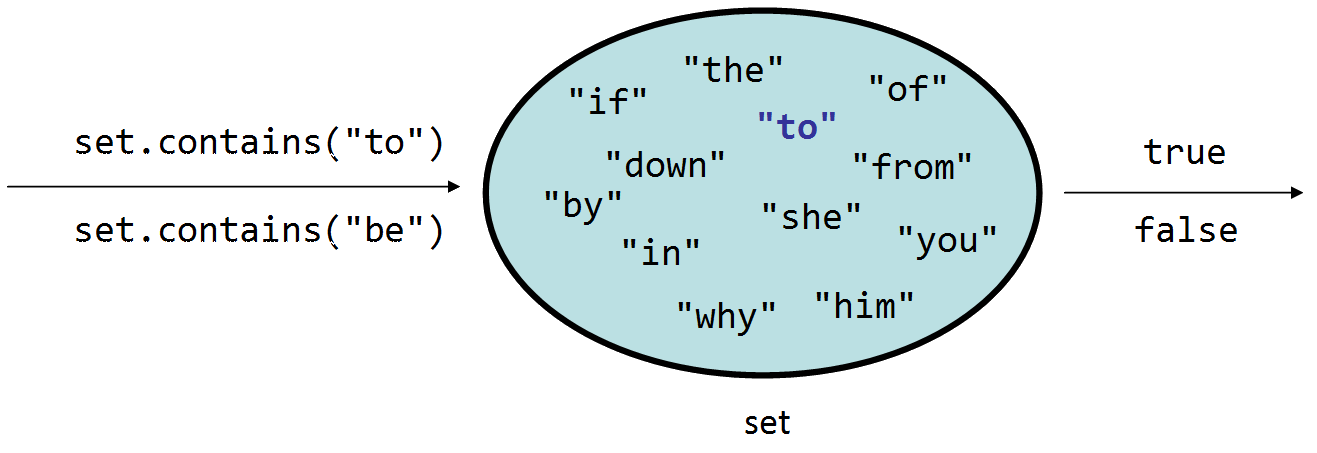 set.contains("to")
set.contains("be")
"the"
"of"
"if"
"to"
"down"
"from"
"by"
"she"
"you"
"in"
"him"
"why"
true
false
set